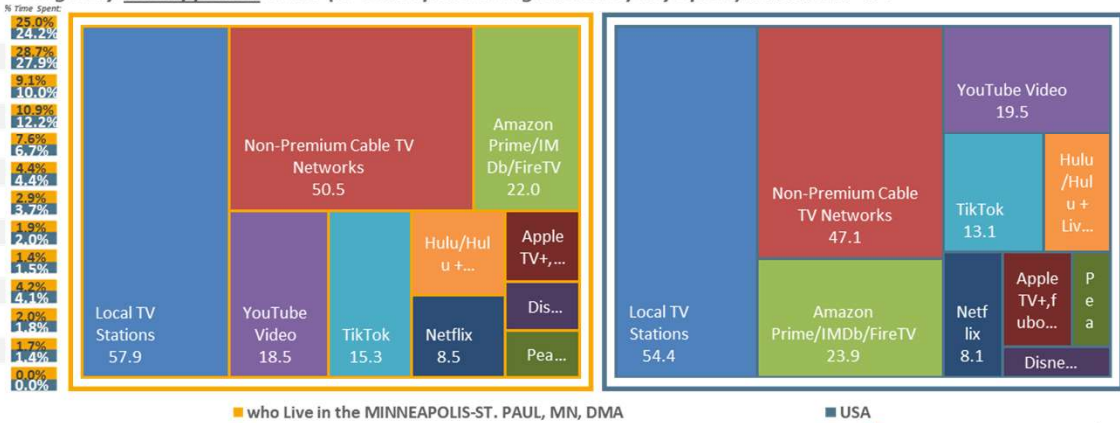 % Time Spent:
25.0%
24.2%
28.7%
27.9%
9.1%
10.0%
10.9%
12.2%
7.6%
6.7%
4.4%
4.4%
2.9%
3.7%
1.9%
2.0%
1.4%
1.5%
4.2%
4.1%
2.0%
1.8%
1.7%
1.4%
0.0%
0.0%
Local TV
Stations
57.9
Non-Premium Cable TV
Networks
50.5
Amazon
Prime/IM
Db/FireTV
22.0
YouTube
Video
18.5
TikTok
15.3
Hulu/Hul
u +...
Netflix
8.5
Apple
TV+,...
Dis...
Pea...
Local TV
Stations
54.4
Non-Premium Cable
TV Networks
47.1
Amazon
Prime/IMDb/FireTV
23.9
YouTube Video
19.5
TikTok
13.1
Hulu
/Hul
u +
Liv...
Netf
lix
8.1
Apple
TV+,f
ubo...
P
e
a
Disne...
who Live in the MINNEAPOLIS-ST. PAUL, MN, DMA
USA